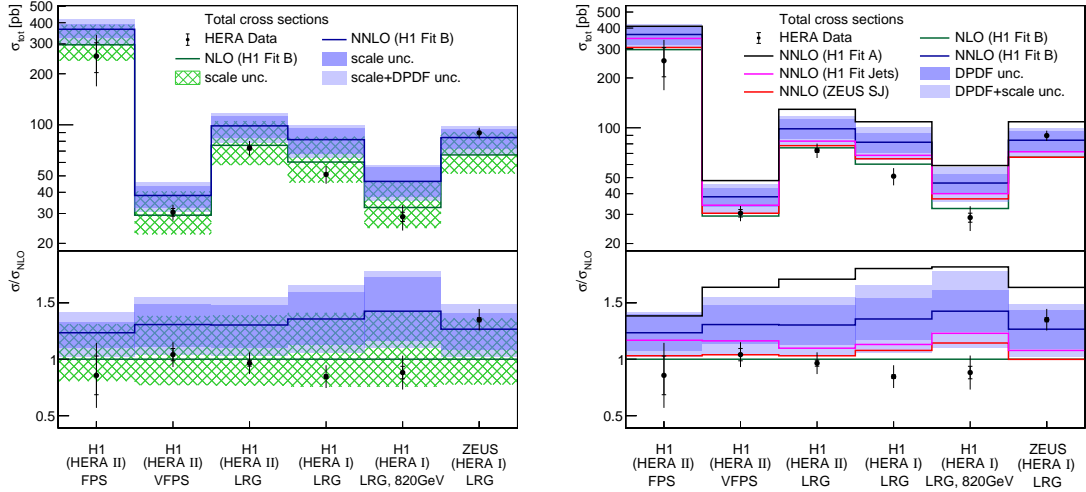 Total cross sections
HERA Data
NNLO (H1 Fit B)
NLO (H1 Fit B)
scale unc.
scale unc.
scale+DPDF unc.
σtot [pb]
500
400
300
200
100
50
40
30
20
σ/σNLO
1.5
1
0.5
H1 (HERA II) FPS
H1 (HERA II) VFPS
H1 (HERA II) LRG
H1 (HERA I) LRG
H1 (HERA I) LRG, 820GeV
ZEUS (HERA I) LRG
Total cross sections
HERA Data
NLO (H1 Fit B)
NNLO (H1 Fit A)
NNLO (H1 Fit B)
NNLO (H1 Fit Jets)
DPDF unc.
NNLO (ZEUS SJ)
DPDF+scale unc.
σtot [pb]
500
400
300
200
100
50
40
30
20
σ/σNLO
1.5
1
0.5
H1 (HERA II) FPS
H1 (HERA II) VFPS
H1 (HERA II) LRG
H1 (HERA I) LRG
H1 (HERA I) LRG, 820GeV
ZEUS (HERA I) LRG